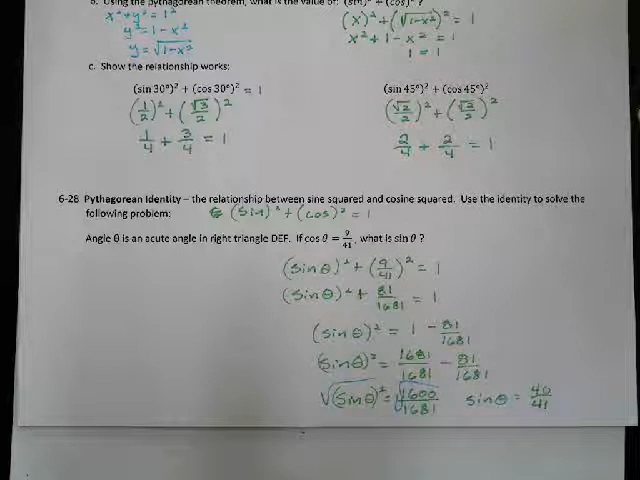 b. Using the pythagorean theorem, what is the value of: (sin)² + (cos)² ?
x² + y² = 1²
y² = 1 - x²
y = √1-x²
(x)² + (√1-x²)² = 1
x² + 1 - x² = 1
1 = 1
c. Show the relationship works:
(sin 30°)² + (cos 30°)² = 1
(1/2)² + (√3/2)²
1/4 + 3/4 = 1
(sin 45°)² + (cos 45°)²
(√2/2)² + (√2/2)²
2/4 + 2/4 = 1
6-28 Pythagorean Identity – the relationship between sine squared and cosine squared. Use the identity to solve the
following problem: (sin)² + (cos)² = 1
Angle θ is an acute angle in right triangle DEF. If cos θ = 9/41, what is sin θ ?
(sin θ)² + (9/41)² = 1
(sin θ)² + 81/1681 = 1
(sin θ)² = 1 - 81/1681
(sin θ)² = 1681/1681 - 81/1681
√(sin θ)² = √1600/1681 sin θ = 40/41